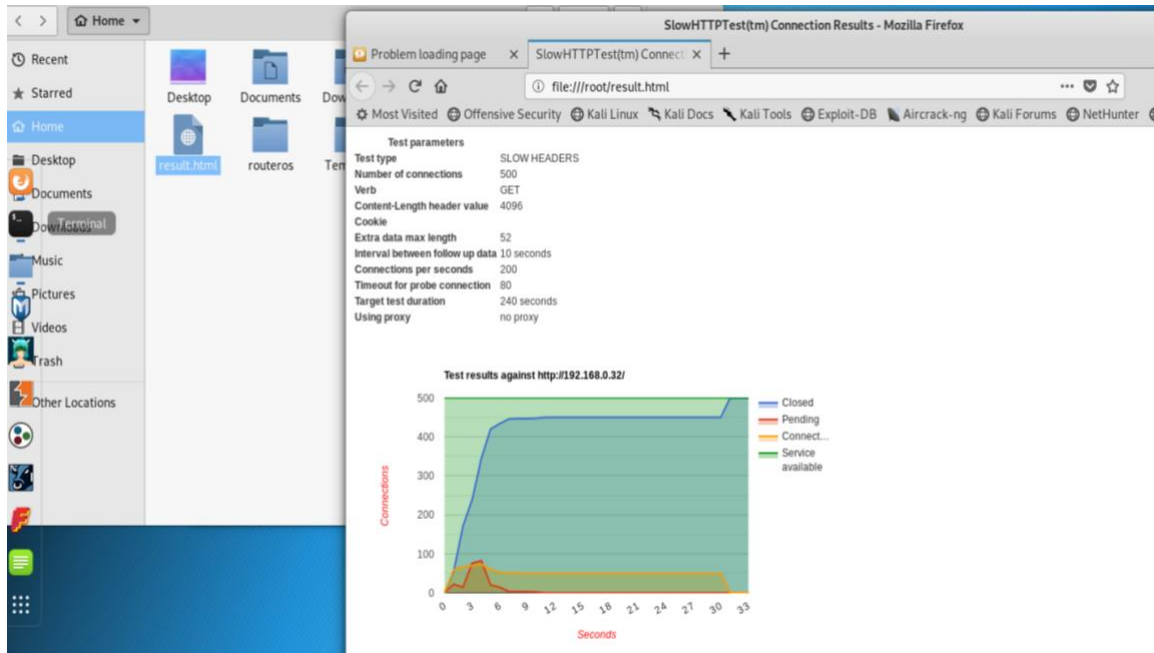 Home
Recent
Starred
Home
Desktop
Documents
Terminal
Music
Pictures
Videos
Trash
Other Locations
Desktop
Documents
Dow
result.html
routeros
Tem
SlowHTTPTest(tm) Connection Results - Mozilla Firefox
Problem loading page
SlowHTTPTest(tm) Connect
file:///root/result.html
Most Visited Offensive Security Kali Linux Kali Docs Kali Tools Exploit-DB Aircrack-ng Kali Forums NetHunter
Test parameters
Test type SLOW HEADERS
Number of connections 500
Verb GET
Content-Length header value 4096
Cookie
Extra data max length 52
Interval between follow up data 10 seconds
Connections per seconds 200
Timeout for probe connection 80
Target test duration 240 seconds
Using proxy no proxy
Test results against http://192.168.0.32/
500
400
300
200
100
0
Connections
0 3 6 9 12 15 18 21 24 27 30 33
Seconds
Closed
Pending
Connect...
Service
available